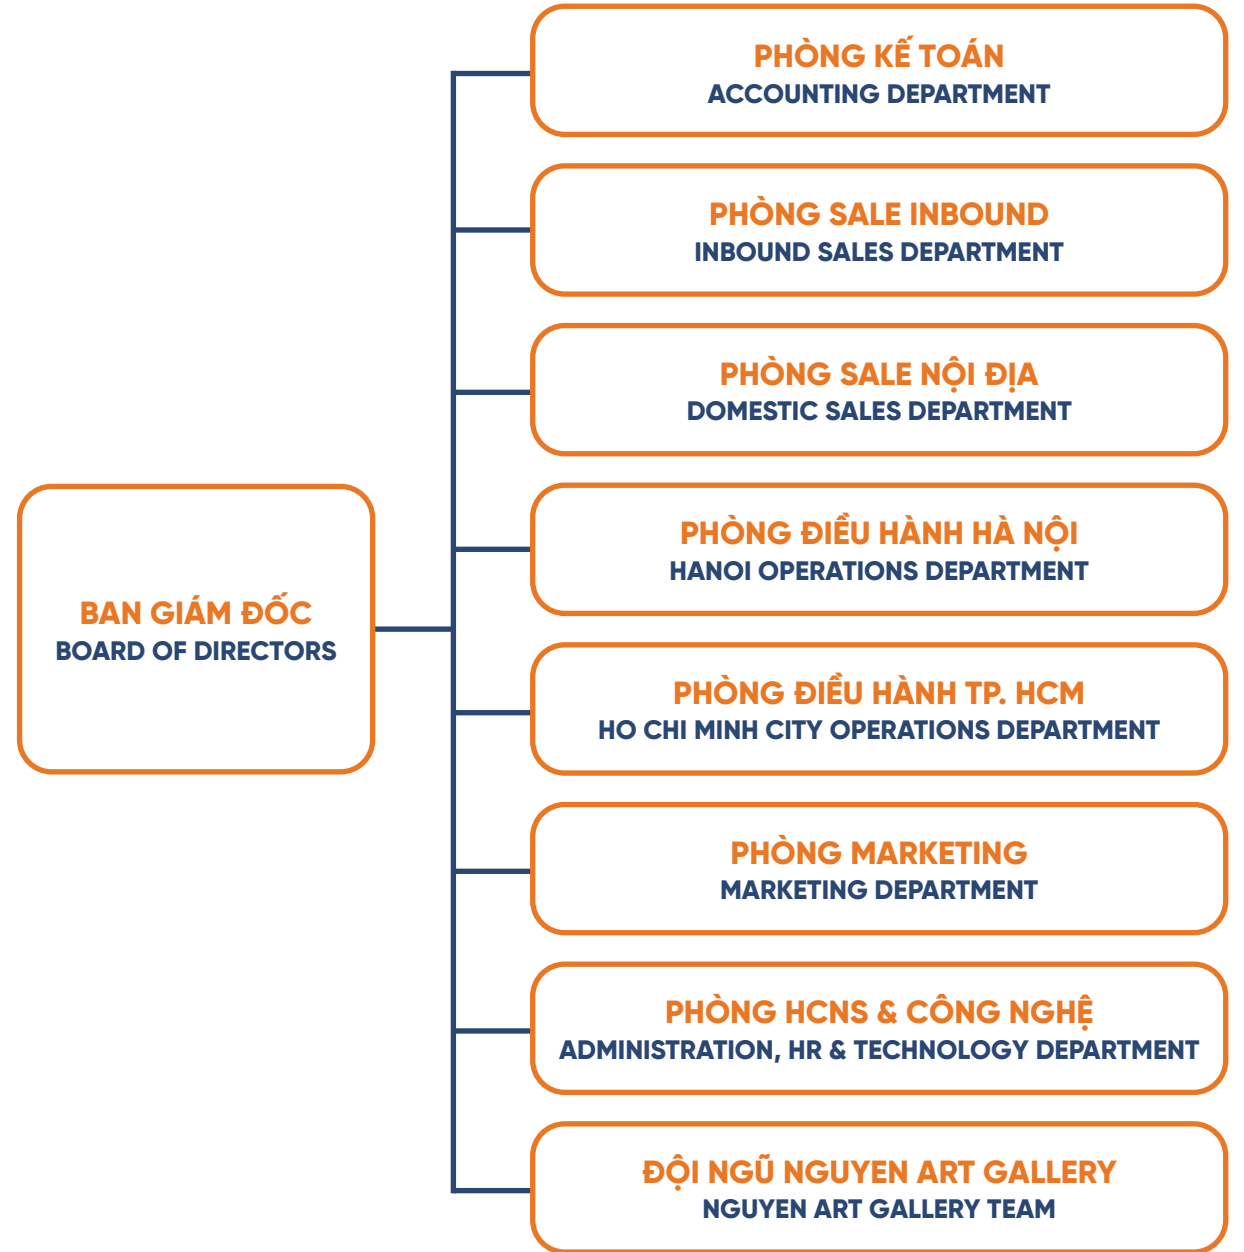 BAN GIÁM ĐỐC
BOARD OF DIRECTORS
PHÒNG KẾ TOÁN
ACCOUNTING DEPARTMENT
PHÒNG SALE INBOUND
INBOUND SALES DEPARTMENT
PHÒNG SALE NỘI ĐỊA
DOMESTIC SALES DEPARTMENT
PHÒNG ĐIỀU HÀNH HÀ NỘI
HANOI OPERATIONS DEPARTMENT
PHÒNG ĐIỀU HÀNH TP. HCM
HO CHI MINH CITY OPERATIONS DEPARTMENT
PHÒNG MARKETING
MARKETING DEPARTMENT
PHÒNG HCNS & CÔNG NGHỆ
ADMINISTRATION, HR & TECHNOLOGY DEPARTMENT
ĐỘI NGŨ NGUYEN ART GALLERY
NGUYEN ART GALLERY TEAM